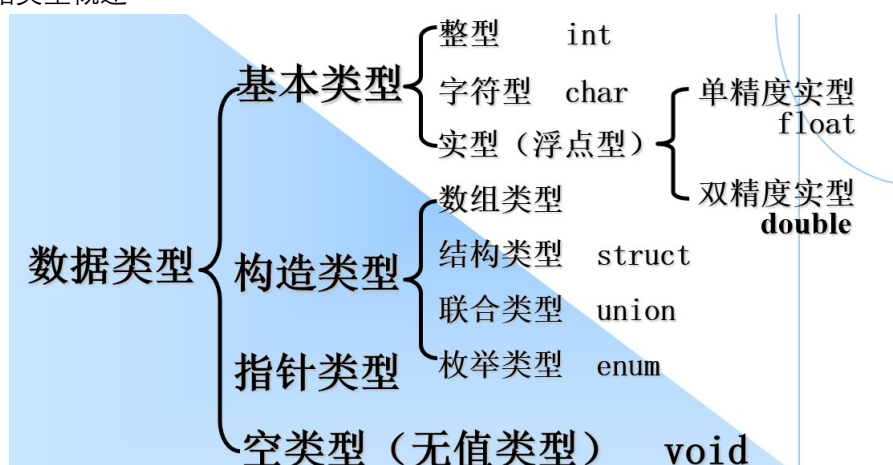 整型 int
基本类型
字符型 char
单精度实型
float
实型（浮点型）
双精度实型
double
数据类型
构造类型
数组类型
结构类型 struct
联合类型 union
枚举类型 enum
指针类型
空类型（无值类型） void